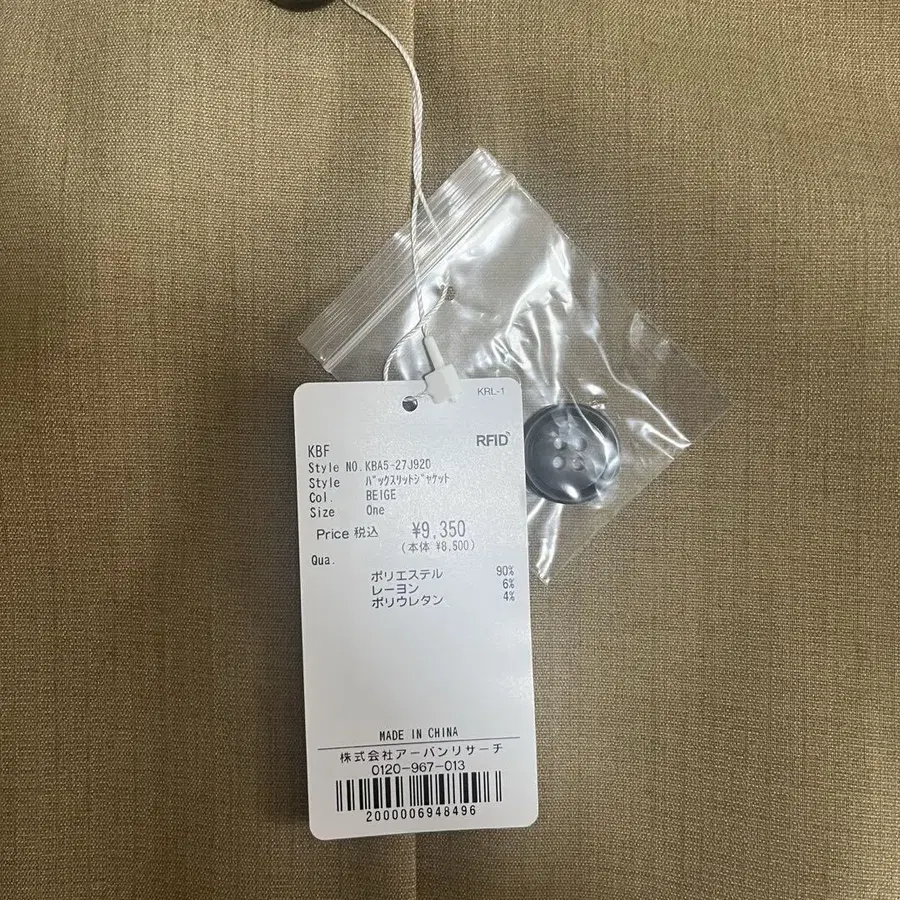 KRL-1
RFID
KBF
Style NO. KBA5-27J920
Style バックスリットジャケット
Col. BEIGE
Size One
Price 税込 ¥9,350
(本体 ¥8,500)
Qua.
ポリエステル 90%
レーヨン 6%
ポリウレタン 4%
MADE IN CHINA
株式会社アーバンリサーチ
0120-967-013
2000006948496